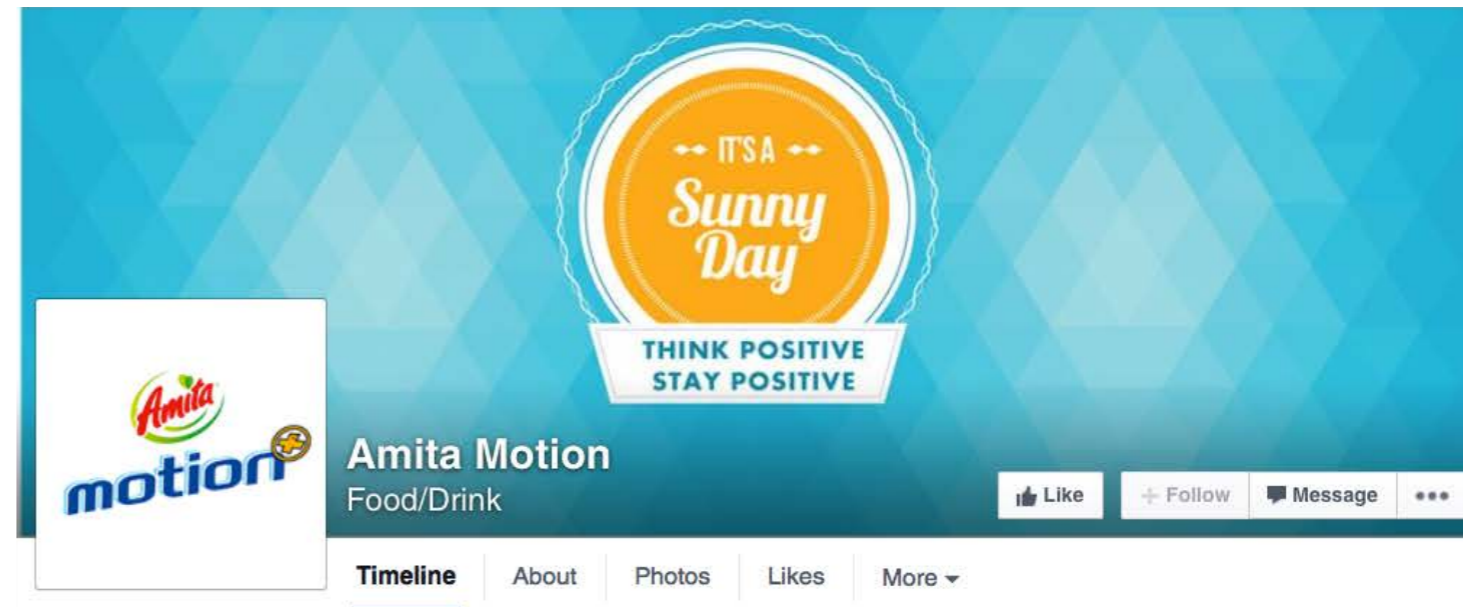 IT'S A
Sunny
Day
THINK POSITIVE
STAY POSITIVE
Amita
motion+
Amita Motion
Food/Drink
Like
+ Follow
Message
•••
Timeline
About
Photos
Likes
More